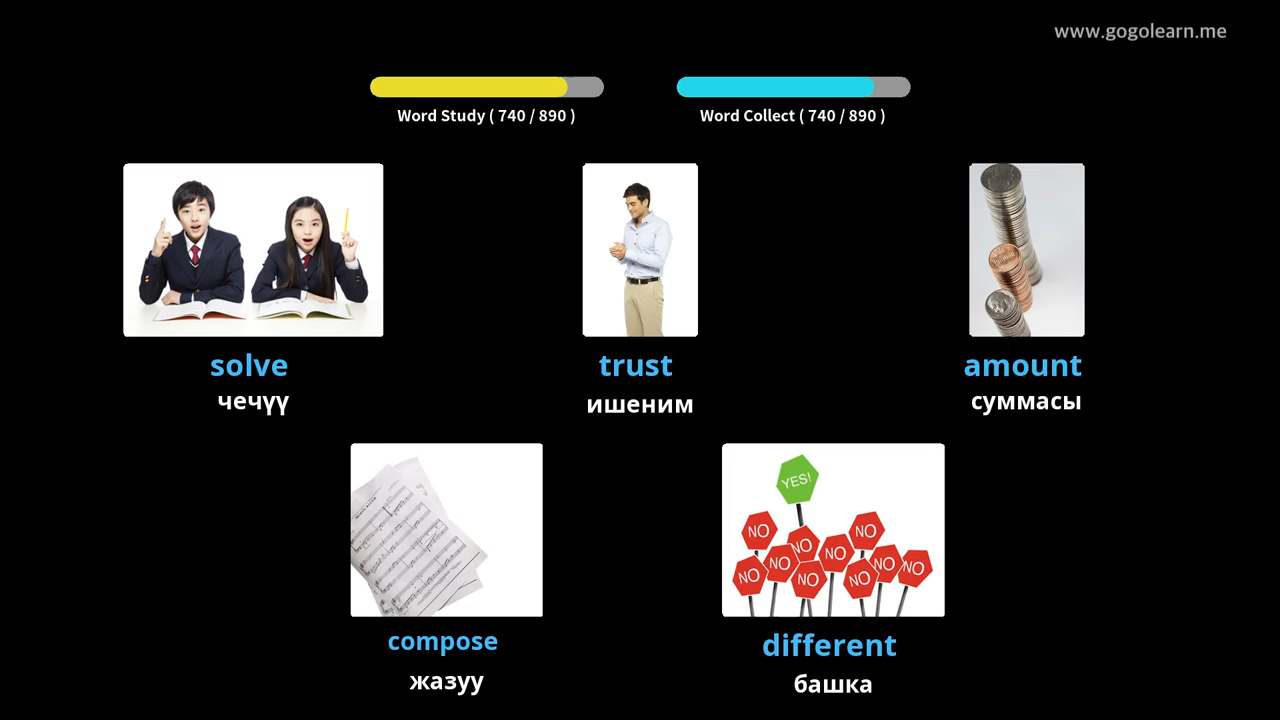 www.gogolearn.me
Word Study ( 740 / 890 )
Word Collect ( 740 / 890 )
solve
чечүү
trust
ишеним
amount
суммасы
YES!
NO
NO
NO
NO
NO
NO
NO
NO
NO
NO
compose
жазуу
different
башка